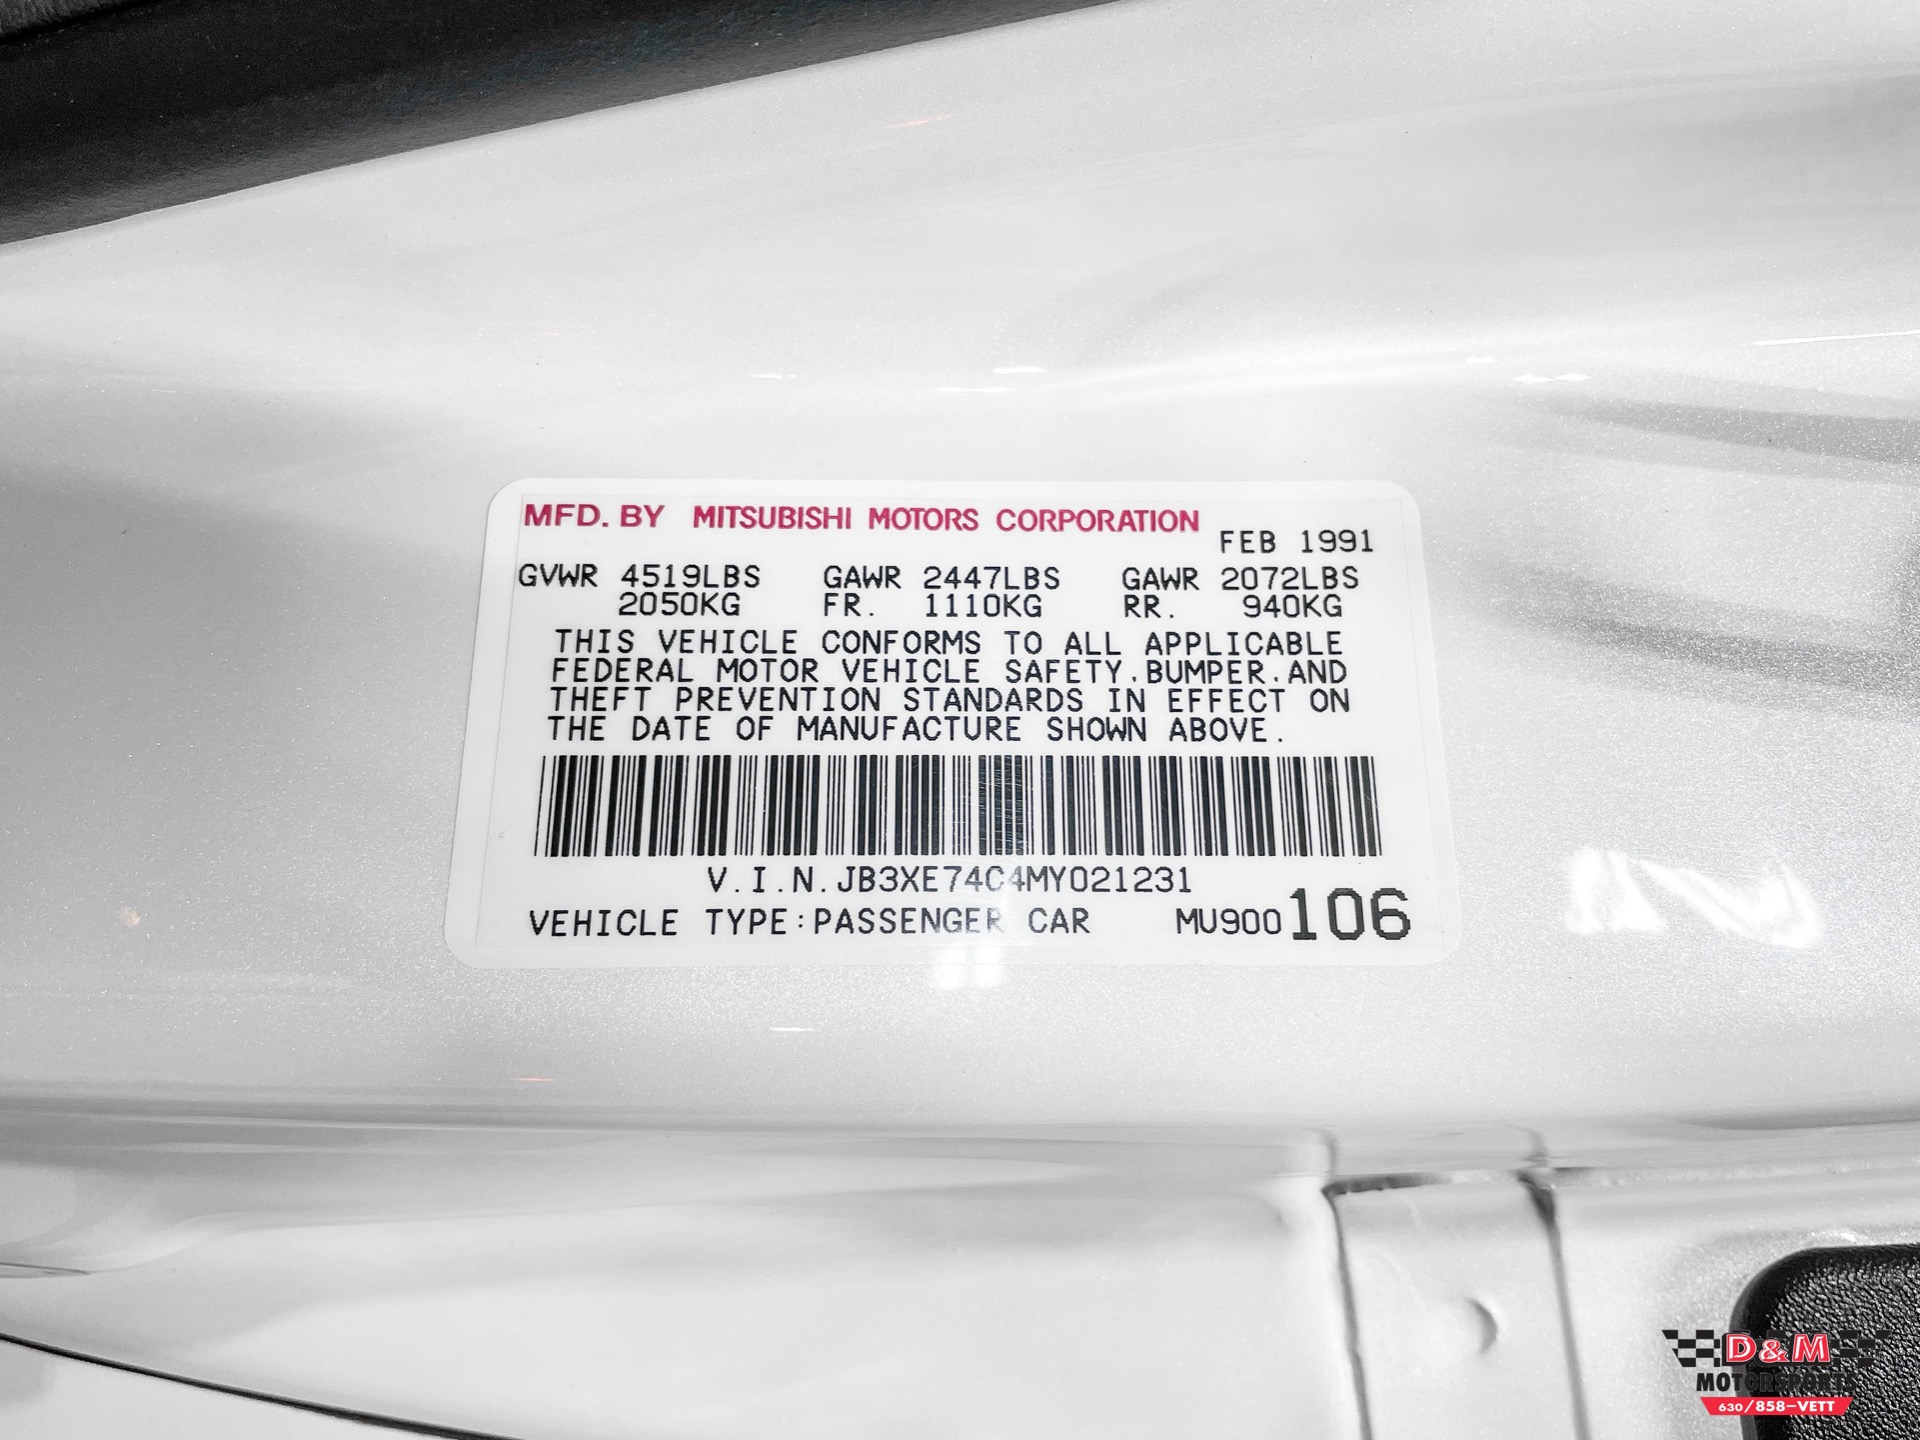 MFD. BY MITSUBISHI MOTORS CORPORATION
FEB 1991
GVWR 4519LBS GAWR 2447LBS GAWR 2072LBS
2050KG FR. 1110KG RR. 940KG
THIS VEHICLE CONFORMS TO ALL APPLICABLE
FEDERAL MOTOR VEHICLE SAFETY,BUMPER,AND
THEFT PREVENTION STANDARDS IN EFFECT ON
THE DATE OF MANUFACTURE SHOWN ABOVE.
V.I.N.JB3XE74C4MY021231
VEHICLE TYPE:PASSENGER CAR MU900106
D&M
MOTORSPORTS
630/858-VETT